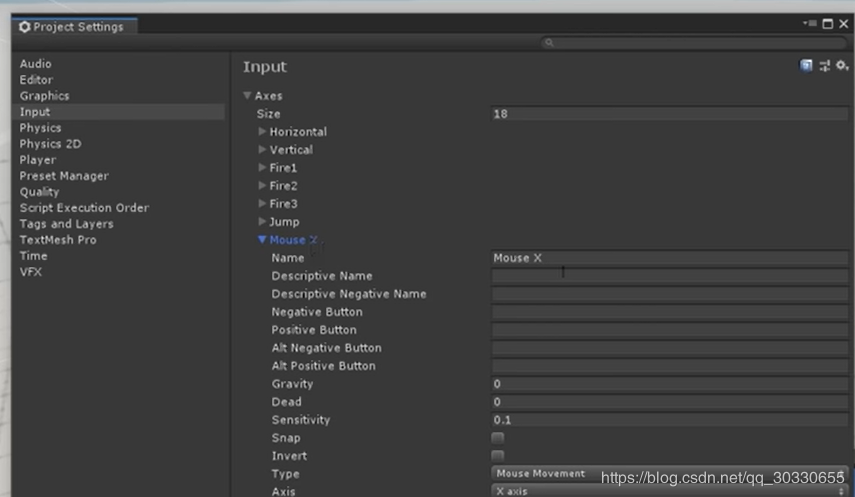 Project Settings
Audio
Editor
Graphics
Input
Physics
Physics 2D
Player
Preset Manager
Quality
Script Execution Order
Tags and Layers
TextMesh Pro
Time
VFX
Input
Axes
Size 18
Horizontal
Vertical
Fire1
Fire2
Fire3
Jump
Mouse X
Name Mouse X
Descriptive Name
Descriptive Negative Name
Negative Button
Positive Button
Alt Negative Button
Alt Positive Button
Gravity 0
Dead 0
Sensitivity 0.1
Snap
Invert
Type Mouse Movement
Axis X axis
https://blog.csdn.net/qq_30330655